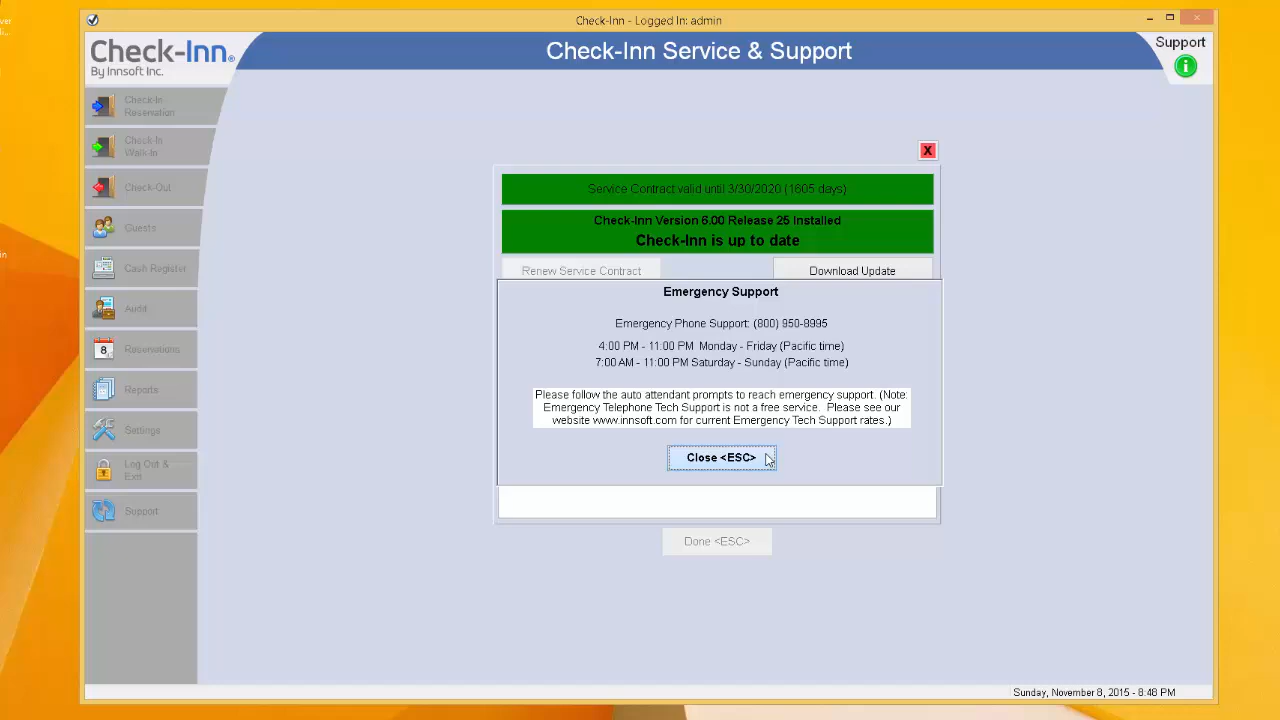 Check-Inn - Logged In: admin
Check-Inn®
By Innsoft Inc.
Check-Inn Service & Support
Support
Check-In
Reservation
Check-In
Walk-In
Check-Out
Guests
Cash Register
Audit
Reservations
Reports
Settings
Log Out &
Exit
Support
X
Service Contract valid until 3/30/2020 (1605 days)
Check-Inn Version 6.00 Release 25 Installed
Check-Inn is up to date
Renew Service Contract
Download Update
Emergency Support
Emergency Phone Support: (800) 950-8995
4:00 PM - 11:00 PM Monday - Friday (Pacific time)
7:00 AM - 11:00 PM Saturday - Sunday (Pacific time)
Please follow the auto attendant prompts to reach emergency support. (Note:
Emergency Telephone Tech Support is not a free service. Please see our
website www.innsoft.com for current Emergency Tech Support rates.)
Close <ESC>
Done <ESC>
Sunday, November 8, 2015 - 8:48 PM